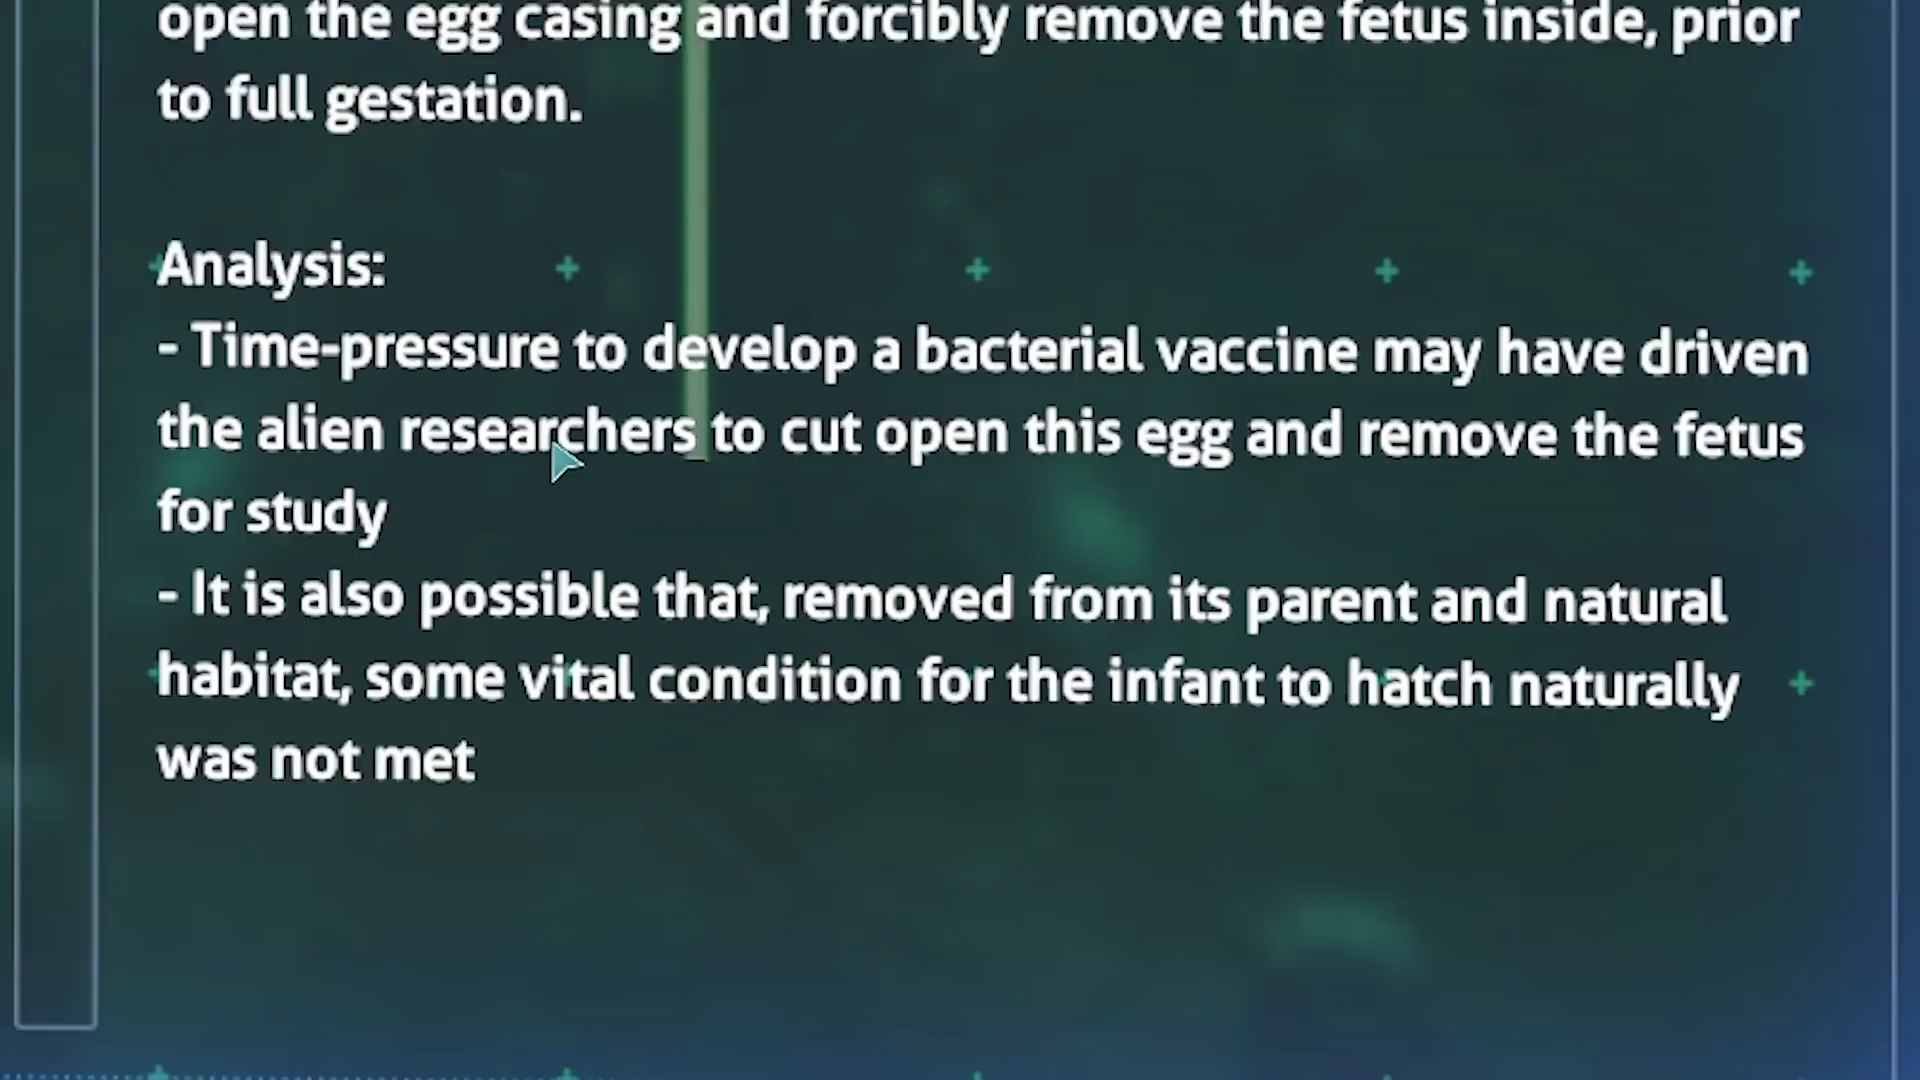 open the egg casing and forcibly remove the fetus inside, prior
to full gestation.
Analysis:
- Time-pressure to develop a bacterial vaccine may have driven
the alien researchers to cut open this egg and remove the fetus
for study
- It is also possible that, removed from its parent and natural
habitat, some vital condition for the infant to hatch naturally
was not met